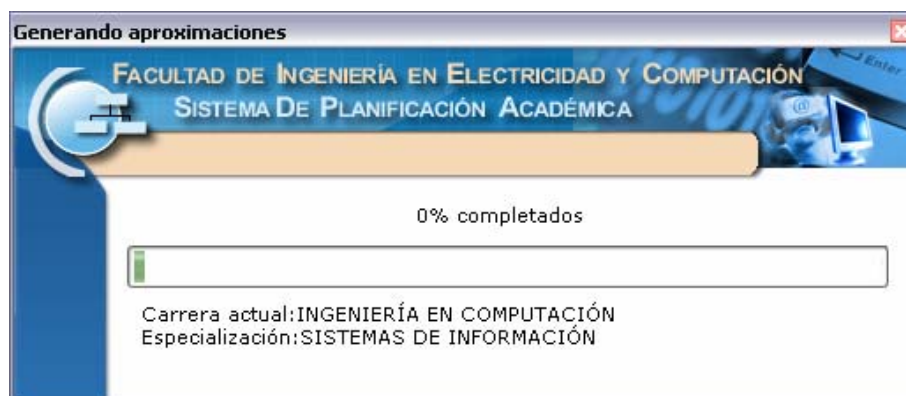 Generando aproximaciones
FACULTAD DE INGENIERÍA EN ELECTRICIDAD Y COMPUTACIÓN
SISTEMA DE PLANIFICACIÓN ACADÉMICA
Enter
@
0% completados
Carrera actual:INGENIERÍA EN COMPUTACIÓN
Especialización:SISTEMAS DE INFORMACIÓN